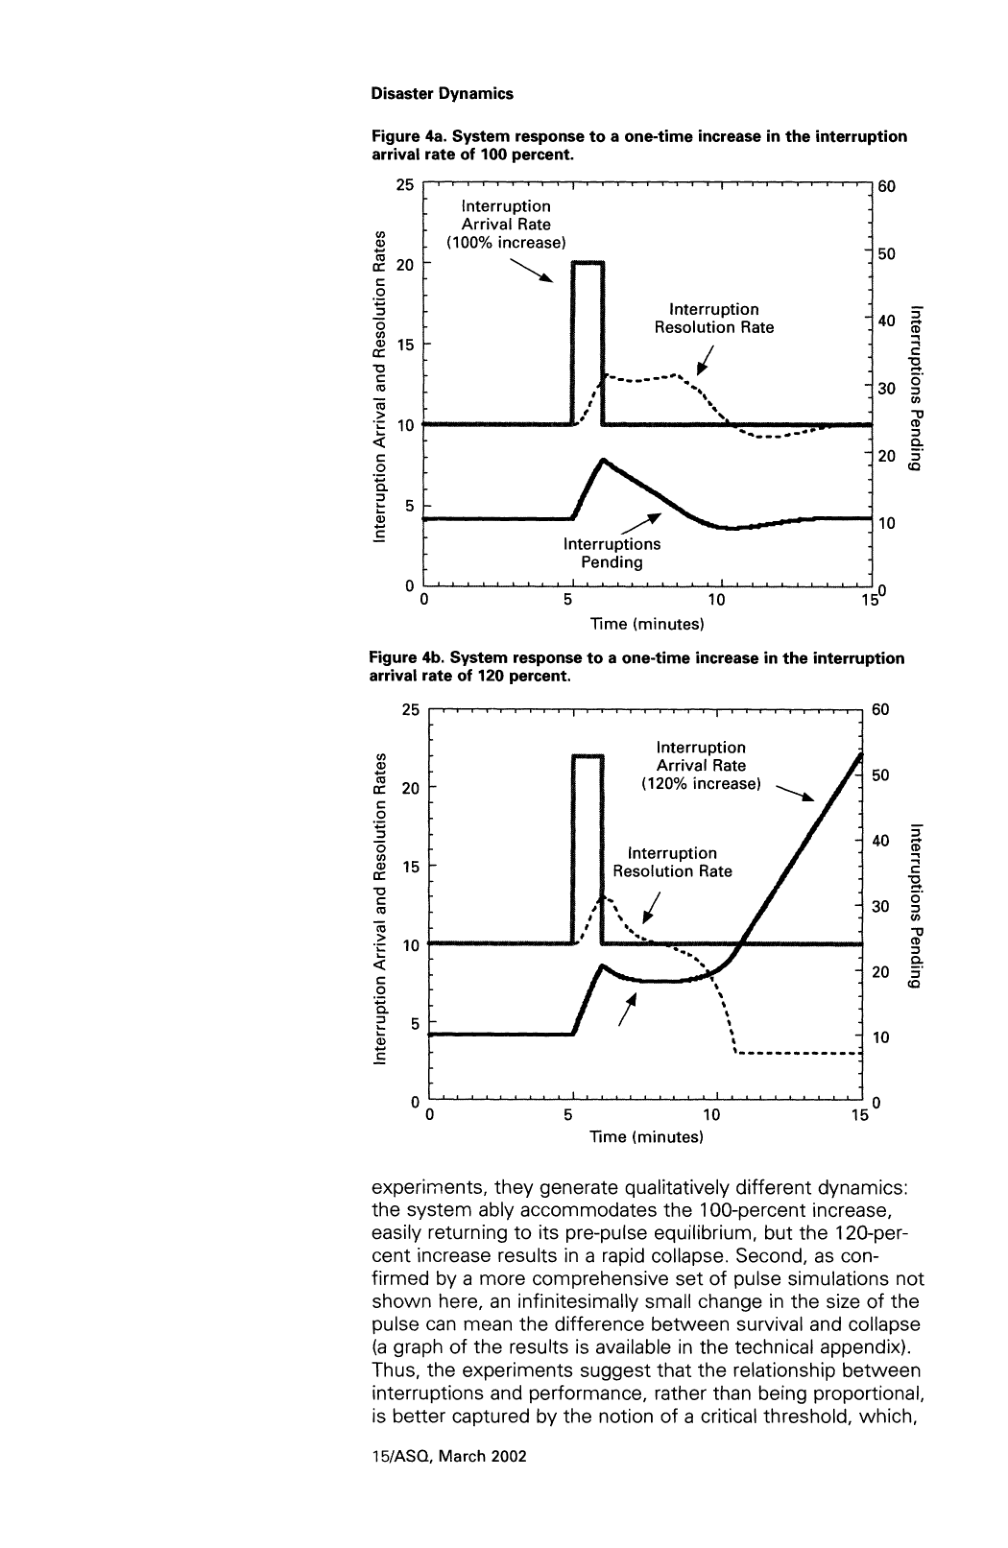 Disaster Dynamics
Figure 4a. System response to a one-time increase in the interruption
arrival rate of 100 percent.
25
60
Interruption
Arrival Rate
(100% increase)
50
20
Interruption
Resolution Rate
40
15
30
10
20
5
10
Interruptions
Pending
0
0
0
5
10
15
Time (minutes)
Interruption Arrival and Resolution Rates
Interruptions Pending
Figure 4b. System response to a one-time increase in the interruption
arrival rate of 120 percent.
25
60
Interruption
Arrival Rate
(120% increase)
50
20
40
Interruption
Resolution Rate
15
30
10
20
5
10
0
0
0
5
10
15
Time (minutes)
Interruption Arrival and Resolution Rates
Interruptions Pending
experiments, they generate qualitatively different dynamics:
the system ably accommodates the 100-percent increase,
easily returning to its pre-pulse equilibrium, but the 120-per-
cent increase results in a rapid collapse. Second, as con-
firmed by a more comprehensive set of pulse simulations not
shown here, an infinitesimally small change in the size of the
pulse can mean the difference between survival and collapse
(a graph of the results is available in the technical appendix).
Thus, the experiments suggest that the relationship between
interruptions and performance, rather than being proportional,
is better captured by the notion of a critical threshold, which,
15/ASQ, March 2002